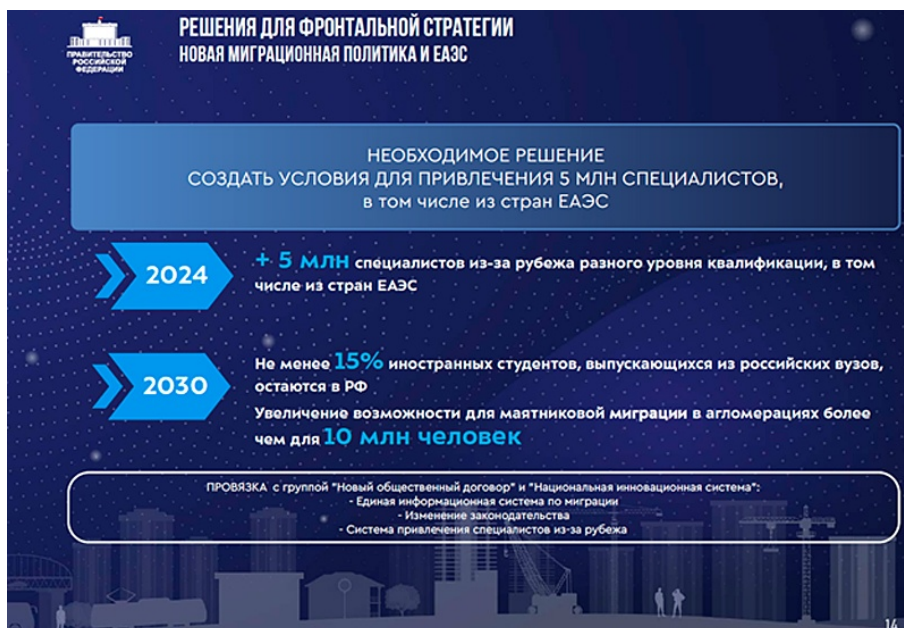 РЕШЕНИЯ ДЛЯ ФРОНТАЛЬНОЙ СТРАТЕГИИ
НОВАЯ МИГРАЦИОННАЯ ПОЛИТИКА И ЕАЭС
ПРАВИТЕЛЬСТВО
РОССИЙСКОЙ
ФЕДЕРАЦИИ
НЕОБХОДИМОЕ РЕШЕНИЕ
СОЗДАТЬ УСЛОВИЯ ДЛЯ ПРИВЛЕЧЕНИЯ 5 МЛН СПЕЦИАЛИСТОВ,
в том числе из стран ЕАЭС
2024
+ 5 МЛН специалистов из-за рубежа разного уровня квалификации, в том
числе из стран ЕАЭС
2030
Не менее 15% иностранных студентов, выпускающихся из российских вузов,
остаются в РФ
Увеличение возможности для маятниковой миграции в агломерациях более
чем для 10 МЛН ЧЕЛОВЕК
ПРОВЯЗКА с группой "Новый общественный договор" и "Национальная инновационная система":
- Единая информационная система по миграции
- Изменение законодательства
- Система привлечения специалистов из-за рубежа
14